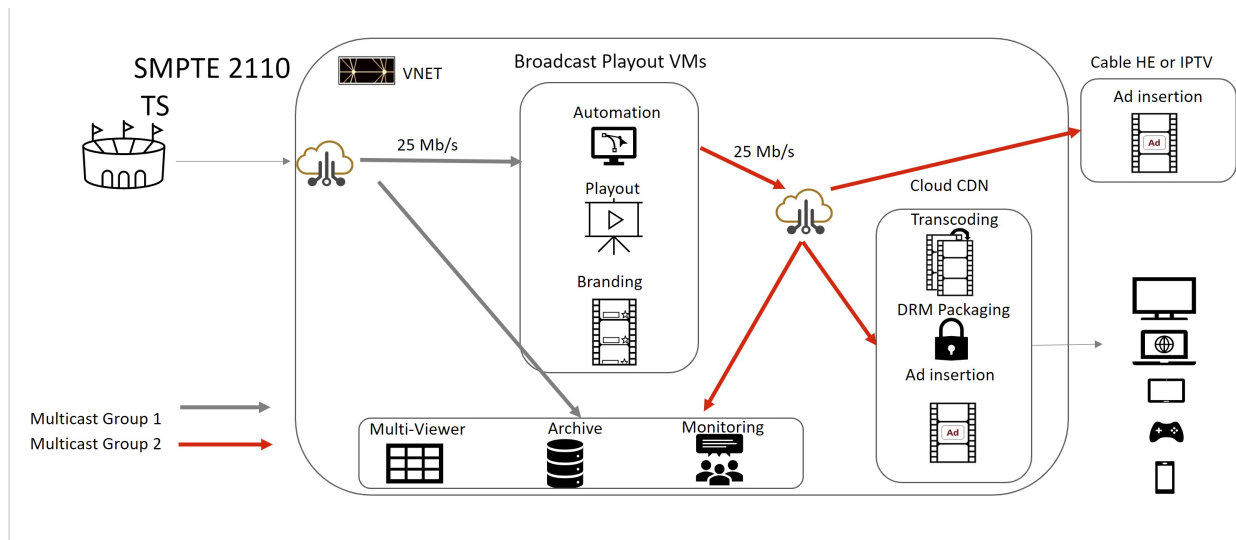 SMPTE 2110
TS
VNET
Broadcast Playout VMs
Cable HE or IPTV
Ad insertion
Ad
Automation
25 Mb/s
25 Mb/s
Cloud CDN
Playout
Transcoding
Branding
DRM Packaging
Ad insertion
Ad
Multicast Group 1
Multicast Group 2
Multi-Viewer
Archive
Monitoring